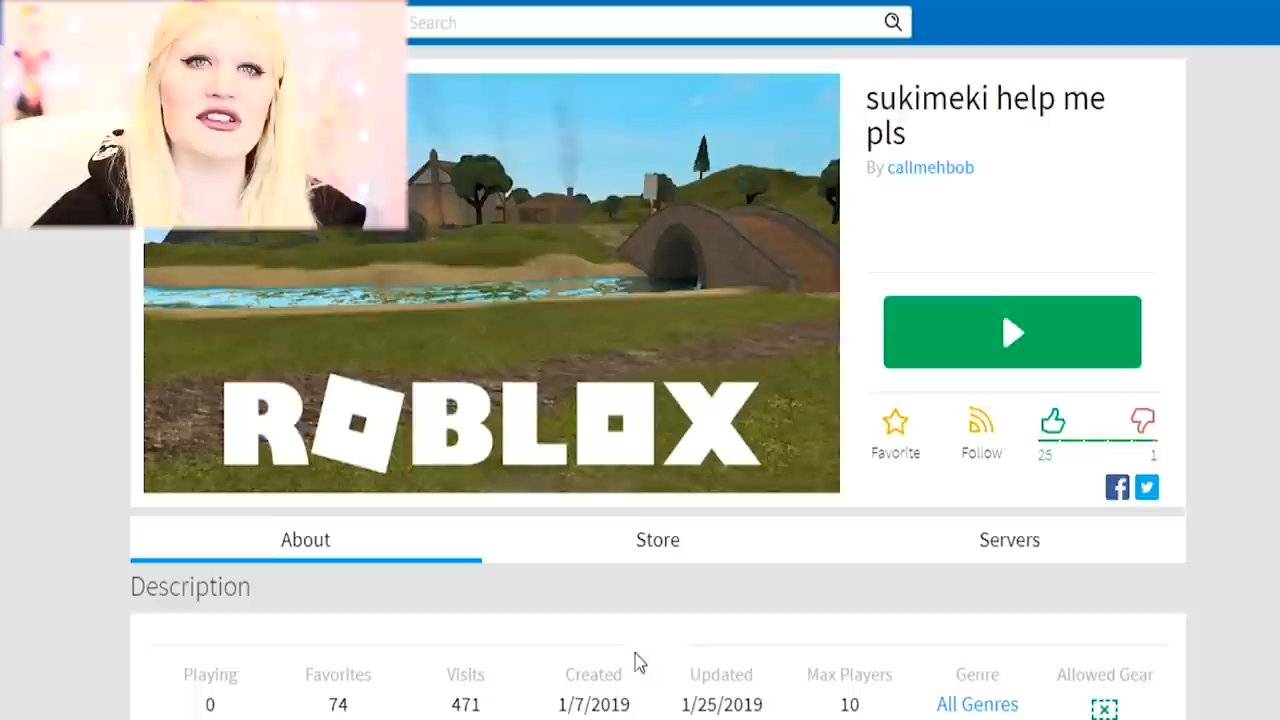 Search
sukimeki help me
pls
By callmehbob
ROBLOX
Favorite
Follow
25
1
About
Store
Servers
Description
Playing
Favorites
Visits
Created
Updated
Max Players
Genre
Allowed Gear
0
74
471
1/7/2019
1/25/2019
10
All Genres